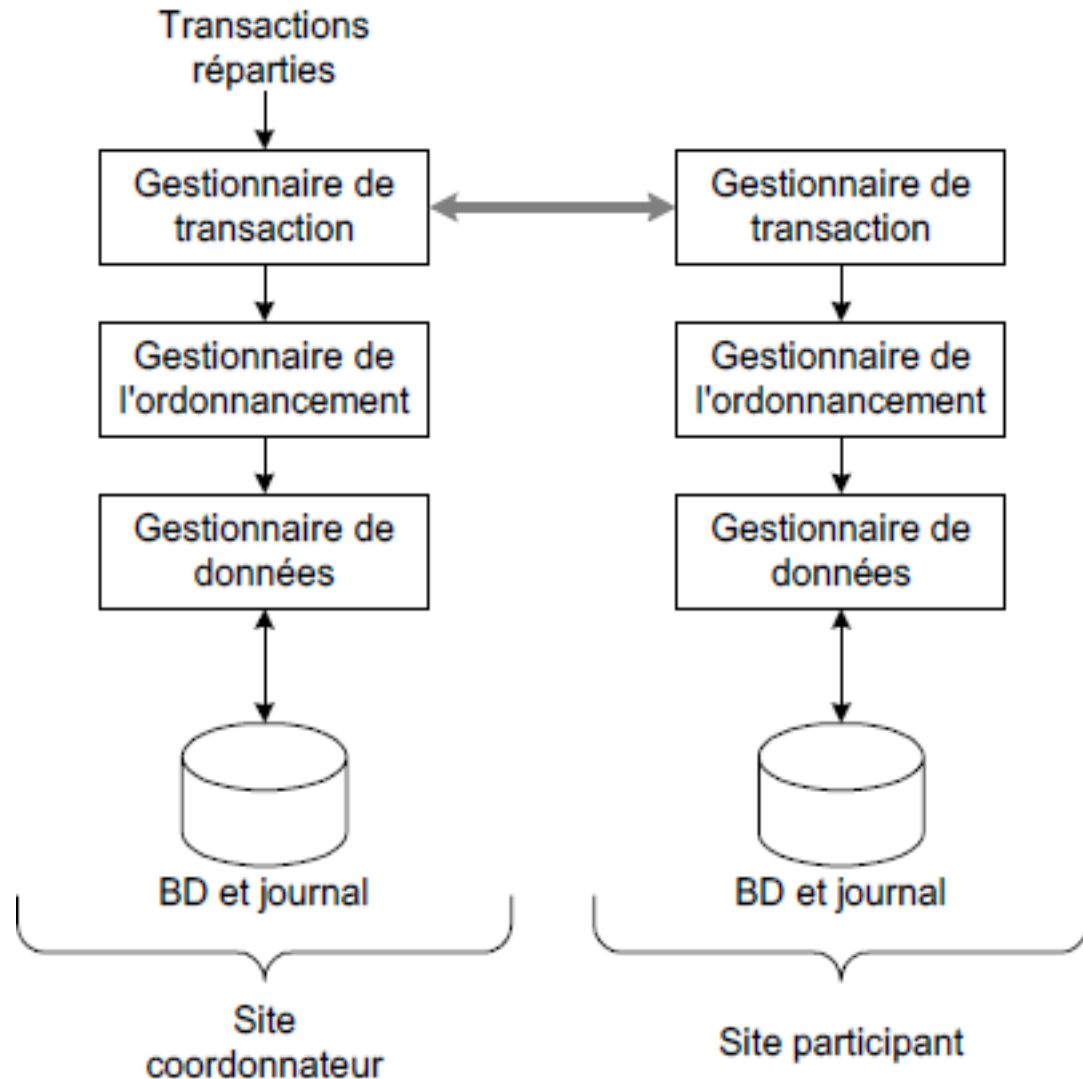 Transactions
réparties
Gestionnaire de
transaction
Gestionnaire de
transaction
Gestionnaire de
l'ordonnancement
Gestionnaire de
l'ordonnancement
Gestionnaire de
données
Gestionnaire de
données
BD et journal
BD et journal
Site
coordonnateur
Site participant